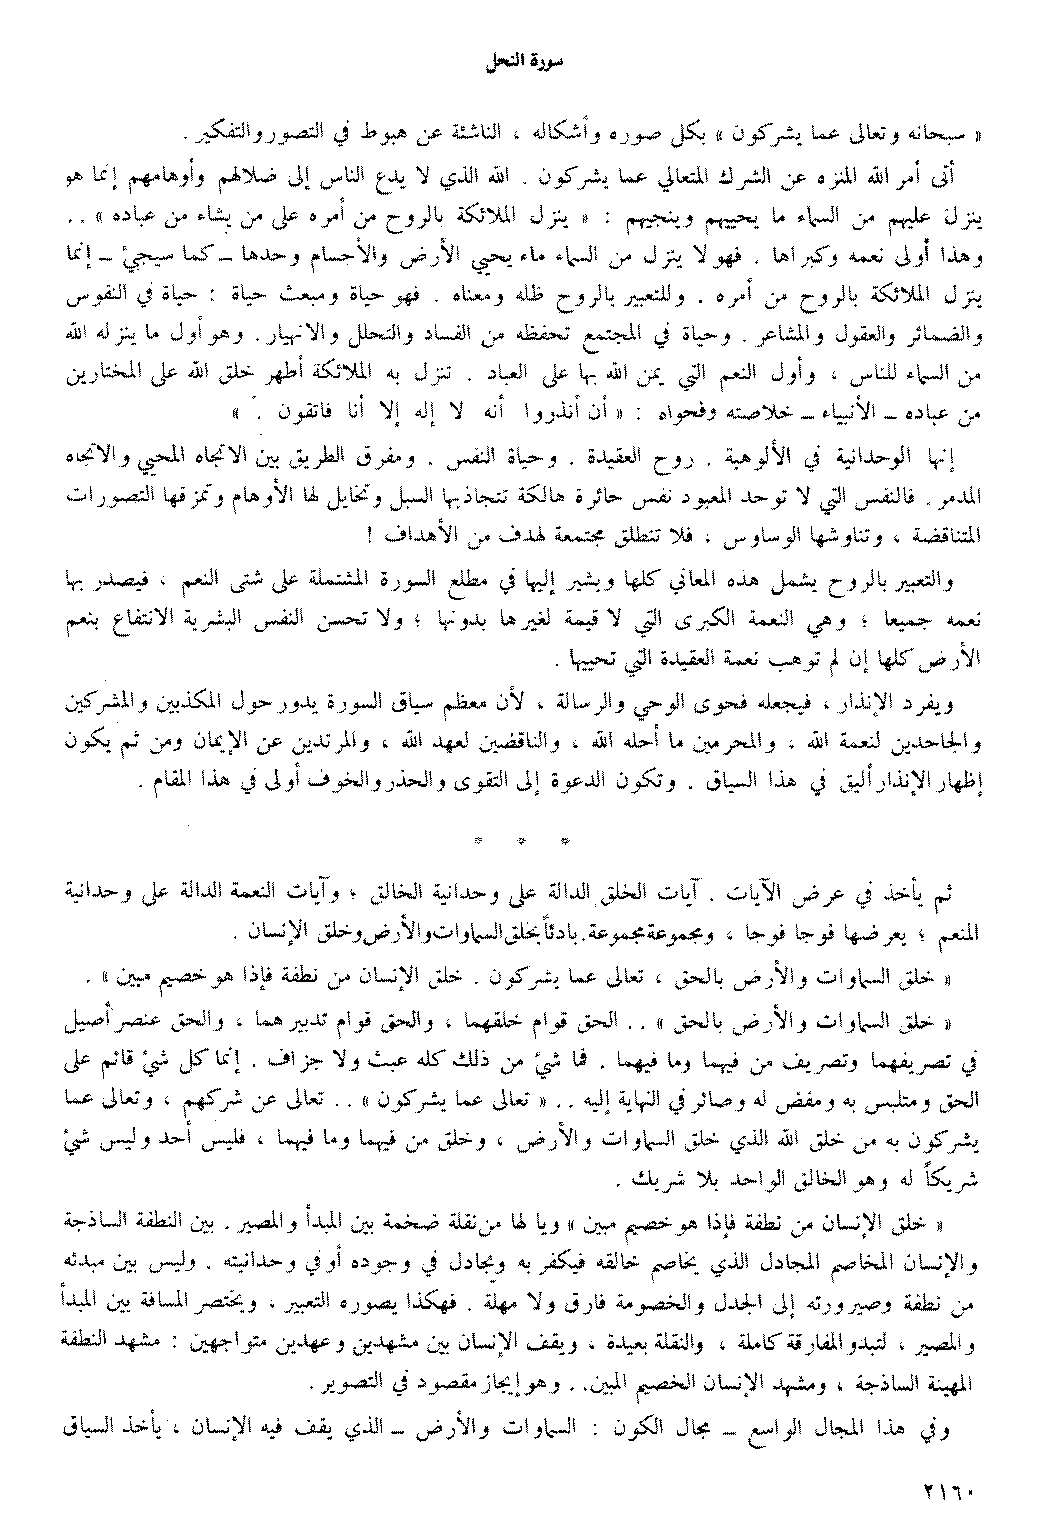 سورة النحل
« سبحانه وتعالى عما يشركون » بكل صوره وأشكاله ، الناشئة عن هبوط في التصور والتفكير .
أتى أمر الله المنزه عن الشرك المتعالي عما يشركون . الله الذي لا يدع الناس إلى ضلالهم وأوهامهم إنما هو
ينزل عليهم من السماء ما يحييهم وينجيهم : « ينزل الملائكة بالروح من أمره على من يشاء من عباده » ..
وهذا أولى نعمه وكبراها . فهو لا ينزل من السماء ماء يحيي الأرض والأجسام وحدها – كما سيجيئ – إنما
ينزل الملائكة بالروح من أمره . وللتعبير بالروح ظله ومعناه . فهو حياة ومبعث حياة : حياة في النفوس
والضمائر والعقول والمشاعر . وحياة في المجتمع تحفظه من الفساد والتحلل والانهيار . وهو أول ما ينزله الله
من السماء للناس ، وأول النعم التي يمن الله بها على العباد . تنزل به الملائكة أطهر خلق الله على المختارين
من عباده – الأنبياء – خلاصته وفحواه : « أن أنذروا أنه لا إله إلا أنا فاتقون . »
إنها الوحدانية في الألوهية . روح العقيدة . وحياة النفس . ومفرق الطريق بين الاتجاه المحيي والاتجاه
المدمر . فالنفس التي لا توحد المعبود نفس حائرة هالكة تتجاذبها السبل وتخايل لها الأوهام وتمزقها التصورات
المتناقضة ، وتناوشها الوساوس ، فلا تنطلق مجتمعة لهدف من الأهداف !
والتعبير بالروح يشمل هذه المعاني كلها ويشير إليها في مطلع السورة المشتملة على شتى النعم ، فيصدر بها
نعمه جميعا ؛ وهي النعمة الكبرى التي لا قيمة لغيرها بدونها ؛ ولا تحسن النفس البشرية الانتفاع بنعم
الأرض كلها إن لم توهب نعمة العقيدة التي تحييها .
ويفرد الإنذار ، فيجعله فحوى الوحي والرسالة ، لأن معظم سياق السورة يدور حول المكذبين والمشركين
والجاحدين لنعمة الله ، والمحرمين ما أحله الله ، والناقضين لعهد الله ، والمرتدين عن الإيمان ومن ثم يكون
إظهار الإنذار أليق في هذا السياق . وتكون الدعوة إلى التقوى والحذر والخوف أولى في هذا المقام .
* * *
ثم يأخذ في عرض الآيات . آيات الخلق الدالة على وحدانية الخالق ؛ وآيات النعمة الدالة على وحدانية
المنعم ؛ يعرضها فوجا فوجا ، ومجموعة مجموعة. بادئاً بخلق السماوات والأرض وخلق الإنسان .
« خلق السماوات والأرض بالحق ، تعالى عما يشركون . خلق الإنسان من نطفة فإذا هو خصيم مبين » .
« خلق السماوات والأرض بالحق » .. الحق قوام خلقهما ، والحق قوام تدبيرهما ، والحق عنصر أصيل
في تصريفهما وتصريف من فيهما وما فيهما . فما شيئ من ذلك كله عبث ولا جزاف . إنما كل شيئ قائم على
الحق ومتلبس به ومفض له وصائر في النهاية إليه .. « تعالى عما يشركون » .. تعالى عن شركهم ، وتعالى عما
يشركون به من خلق الله الذي خلق السماوات والأرض ، وخلق من فيهما وما فيهما ، فليس أحد وليس شيئ
شريكاً له وهو الخالق الواحد بلا شريك .
« خلق الإنسان من نطفة فإذا هو خصيم مبين » ويا لها من نقلة ضخمة بين المبدأ والمصير . بين النطفة الساذجة
والإنسان المخاصم المجادل الذي يخاصم خالقه فيكفر به ويجادل في وجوده أو في وحدانيته . وليس بين مبدئه
من نطفة وصيرورته إلى الجدل والخصومة فارق ولا مهلة . فهكذا يصوره التعبير ، ويختصر المسافة بين المبدأ
والمصير ، لتبدو المفارقة كاملة ، والنقلة بعيدة ، ويقف الإنسان بين مشهدين وعهدين متواجهين : مشهد النطفة
المهينة الساذجة ، ومشهد الإنسان الخصيم المبين.. وهو إيجاز مقصود في التصوير .
وفي هذا المجال الواسع – مجال الكون : السماوات والأرض – الذي يقف فيه الإنسان ، يأخذ السياق
٢١٦٠